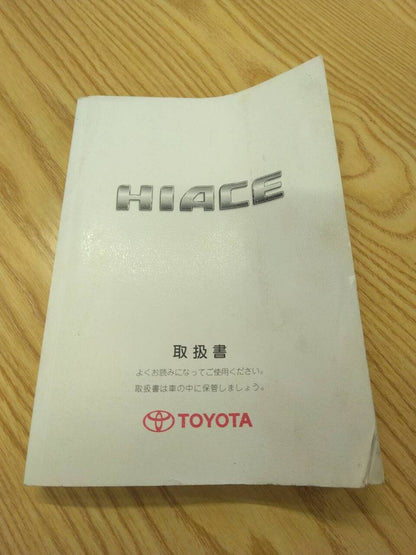 HIACE
取扱書
よくお読みになってご使用ください。
取扱書は車の中に保管しましょう。
TOYOTA